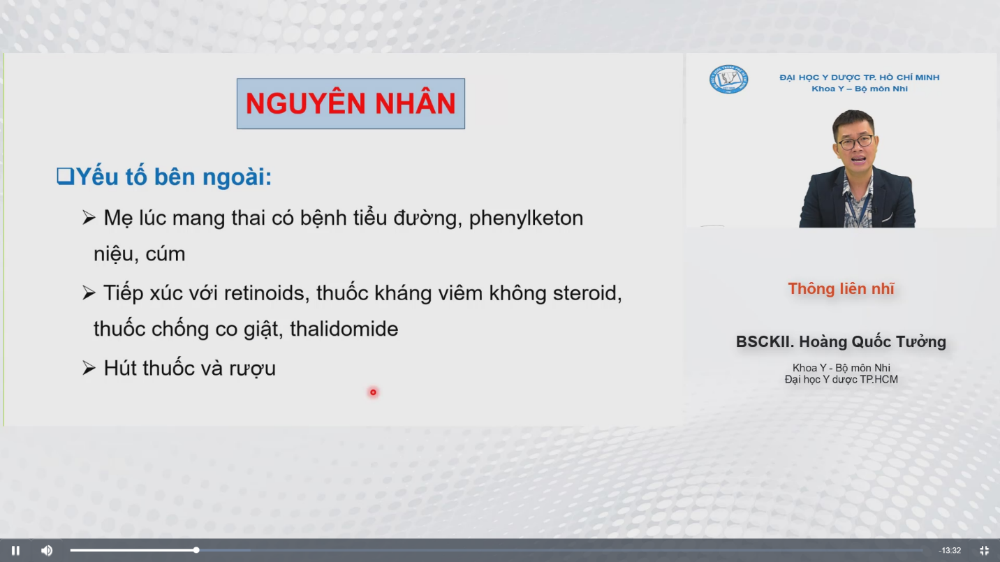 NGUYÊN NHÂN
❑Yếu tố bên ngoài:
➢ Mẹ lúc mang thai có bệnh tiểu đường, phenylketon
niệu, cúm
➢ Tiếp xúc với retinoids, thuốc kháng viêm không steroid,
thuốc chống co giật, thalidomide
➢ Hút thuốc và rượu
ĐẠI HỌC Y DƯỢC TP. HỒ CHÍ MINH
Khoa Y – Bộ môn Nhi
Thông liên nhĩ
BSCKII. Hoàng Quốc Tưởng
Khoa Y - Bộ môn Nhi
Đại học Y dược TP.HCM
-13:32